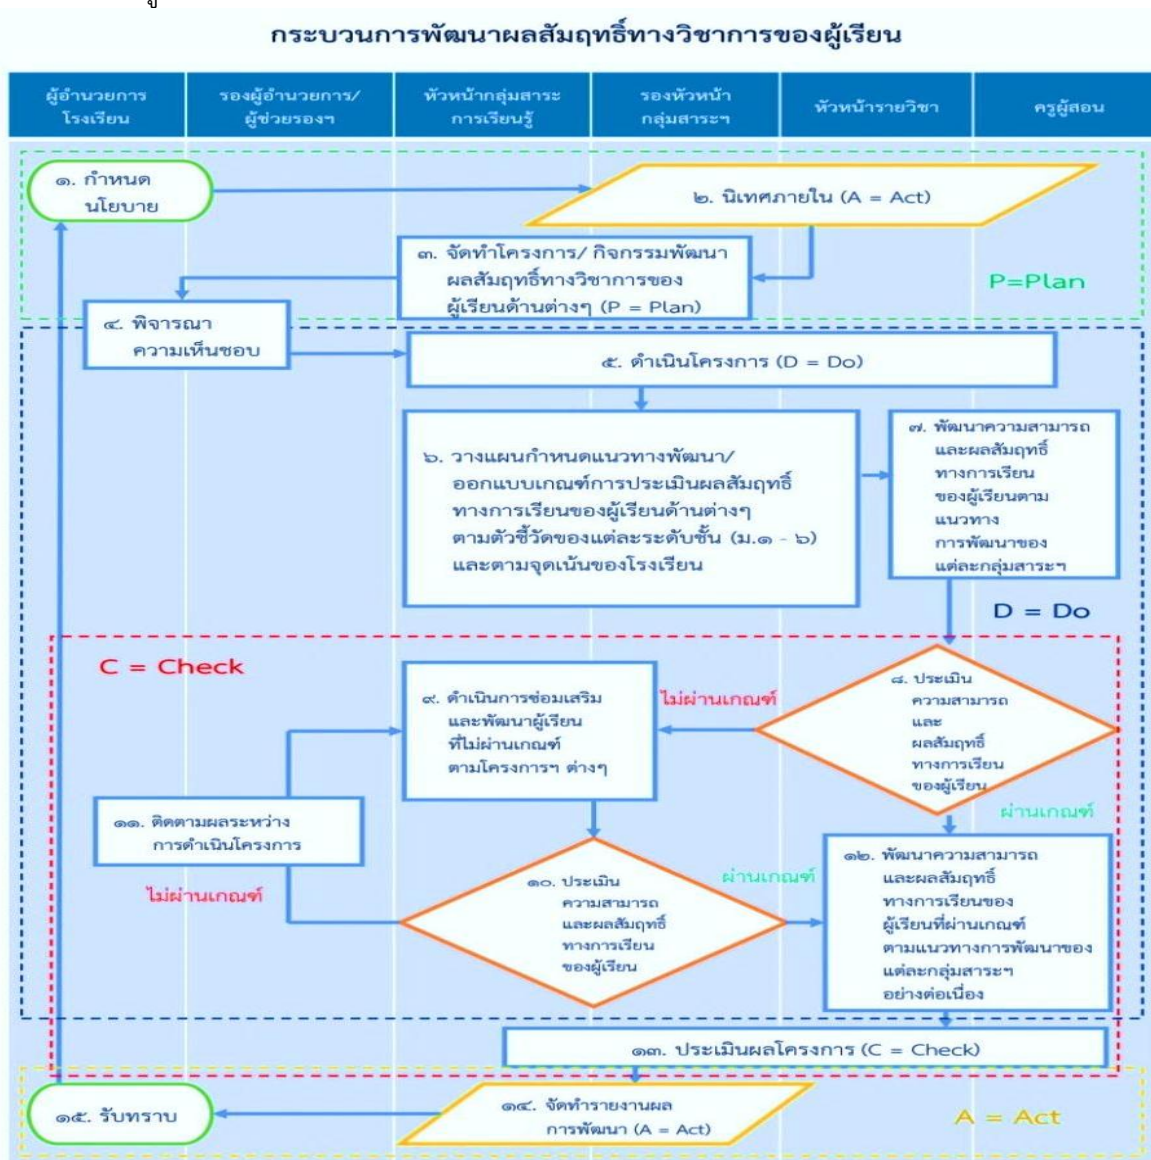 กระบวนการพัฒนาผลสัมฤทธิ์ทางวิชาการของผู้เรียน
ผู้อำนวยการ
โรงเรียน
รองผู้อำนวยการ/
ผู้ช่วยรองฯ
หัวหน้ากลุ่มสาระ
การเรียนรู้
รองหัวหน้า
กลุ่มสาระฯ
หัวหน้ารายวิชา
ครูผู้สอน
๑. กำหนด
นโยบาย
๒. นิเทศภายใน (A = Act)
๓. จัดทำโครงการ/ กิจกรรมพัฒนา
ผลสัมฤทธิ์ทางวิชาการของ
ผู้เรียนด้านต่างๆ (P = Plan)
P=Plan
๔. พิจารณา
ความเห็นชอบ
๕. ดำเนินโครงการ (D = Do)
๖. วางแผนกำหนดแนวทางพัฒนา/
ออกแบบเกณฑ์การประเมินผลสัมฤทธิ์
ทางการเรียนของผู้เรียนด้านต่างๆ
ตามตัวชี้วัดของแต่ละระดับชั้น (ม.๑ - ๖)
และตามจุดเน้นของโรงเรียน
๗. พัฒนาความสามารถ
และผลสัมฤทธิ์
ทางการเรียน
ของผู้เรียนตาม
แนวทาง
การพัฒนาของ
แต่ละกลุ่มสาระฯ
D = Do
C = Check
๘. ประเมิน
ความสามารถ
และ
ผลสัมฤทธิ์
ทางการเรียน
ของผู้เรียน
ไม่ผ่านเกณฑ์
๙. ดำเนินการซ่อมเสริม
และพัฒนาผู้เรียน
ที่ไม่ผ่านเกณฑ์
ตามโครงการฯ ต่างๆ
ผ่านเกณฑ์
๑๑. ติดตามผลระหว่าง
การดำเนินโครงการ
ไม่ผ่านเกณฑ์
๑๐. ประเมิน
ความสามารถ
และผลสัมฤทธิ์
ทางการเรียน
ของผู้เรียน
ผ่านเกณฑ์
๑๒. พัฒนาความสามารถ
และผลสัมฤทธิ์
ทางการเรียนของ
ผู้เรียนที่ผ่านเกณฑ์
ตามแนวทางการพัฒนาของ
แต่ละกลุ่มสาระฯ
อย่างต่อเนื่อง
๑๓. ประเมินผลโครงการ (C = Check)
๑๔. จัดทำรายงานผล
การพัฒนา (A = Act)
๑๕. รับทราบ
A = Act